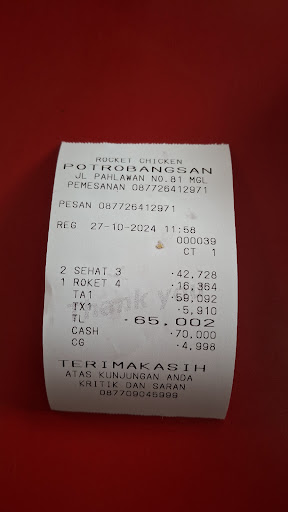 ROCKET CHICKEN
POTROBANGSAN
JL PAHLAWAN NO.81 MGL
PEMESANAN 087726412971
PESAN 087726412971
REG 27-10-2024 11:58
000039
CT 1
2 SEHAT 3 ·42,728
1 ROKET 4 ·16,364
TA1 ·59,092
TX1 ·5,910
TL ·65,002
CASH ·70,000
CG ·4,998
TERIMAKASIH
ATAS KUNJUNGAN ANDA
KRITIK DAN SARAN
087709045999